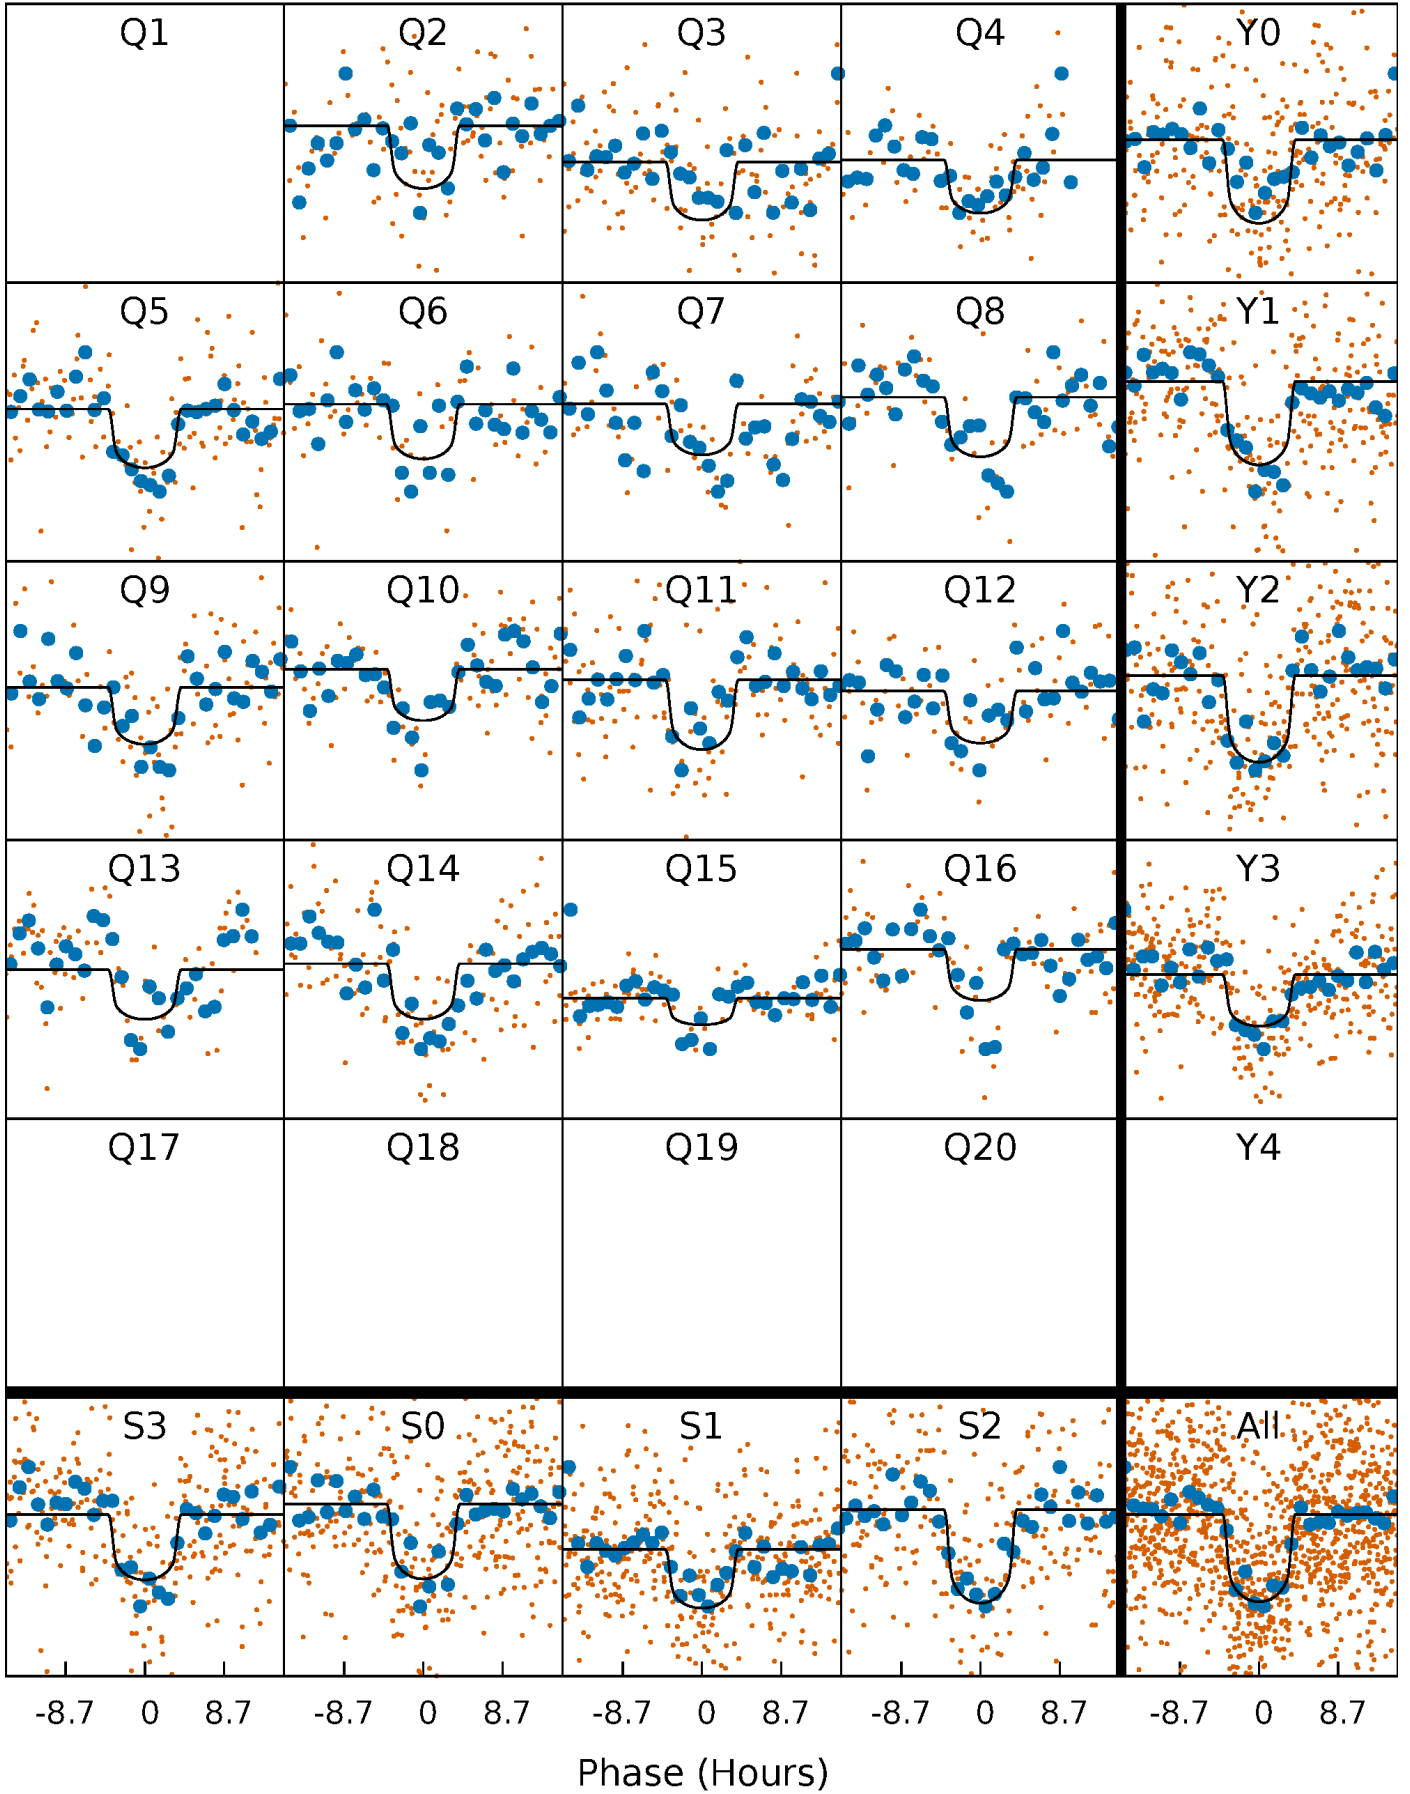 Q1 Q2 Q3 Q4 Y0
Q5 Q6 Q7 Q8 Y1
Q9 Q10 Q11 Q12 Y2
Q13 Q14 Q15 Q16 Y3
Q17 Q18 Q19 Q20 Y4
S3 S0 S1 S2 All
-8.7 0 8.7 -8.7 0 8.7 -8.7 0 8.7 -8.7 0 8.7 -8.7 0 8.7
Phase (Hours)